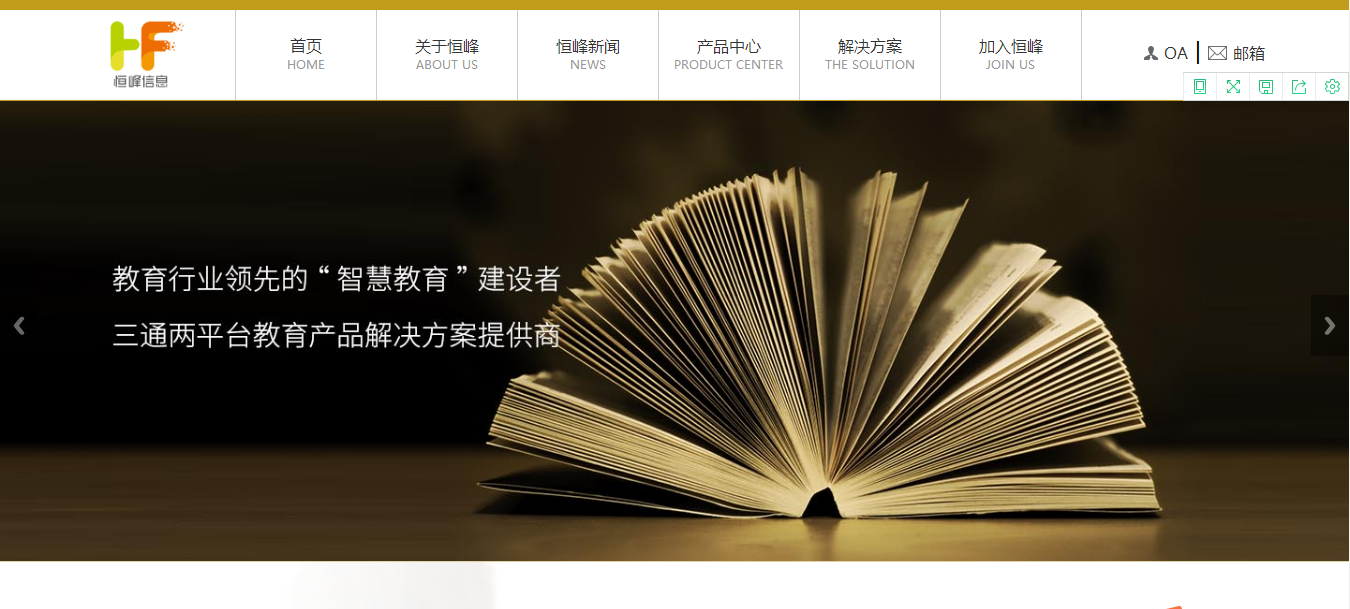 HF
恒峰信息
首页
HOME
关于恒峰
ABOUT US
恒峰新闻
NEWS
产品中心
PRODUCT CENTER
解决方案
THE SOLUTION
加入恒峰
JOIN US
OA
邮箱
教育行业领先的“智慧教育”建设者
三通两平台教育产品解决方案提供商